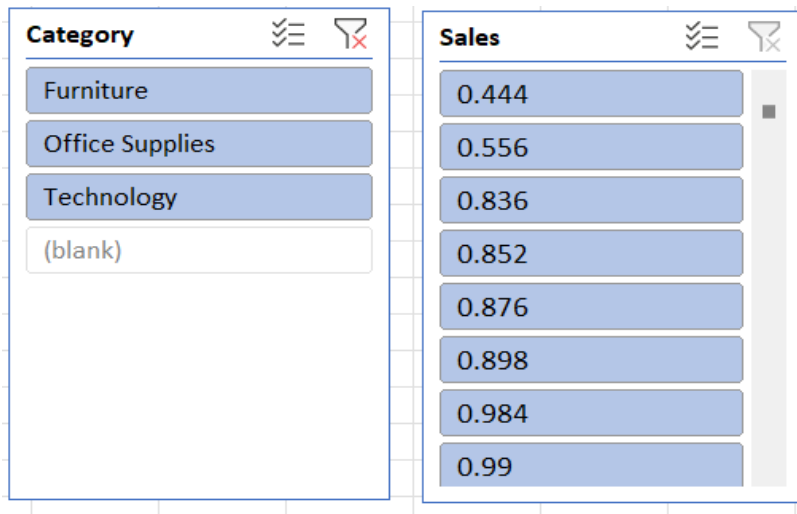 Category
Furniture
Office Supplies
Technology
(blank)
Sales
0.444
0.556
0.836
0.852
0.876
0.898
0.984
0.99